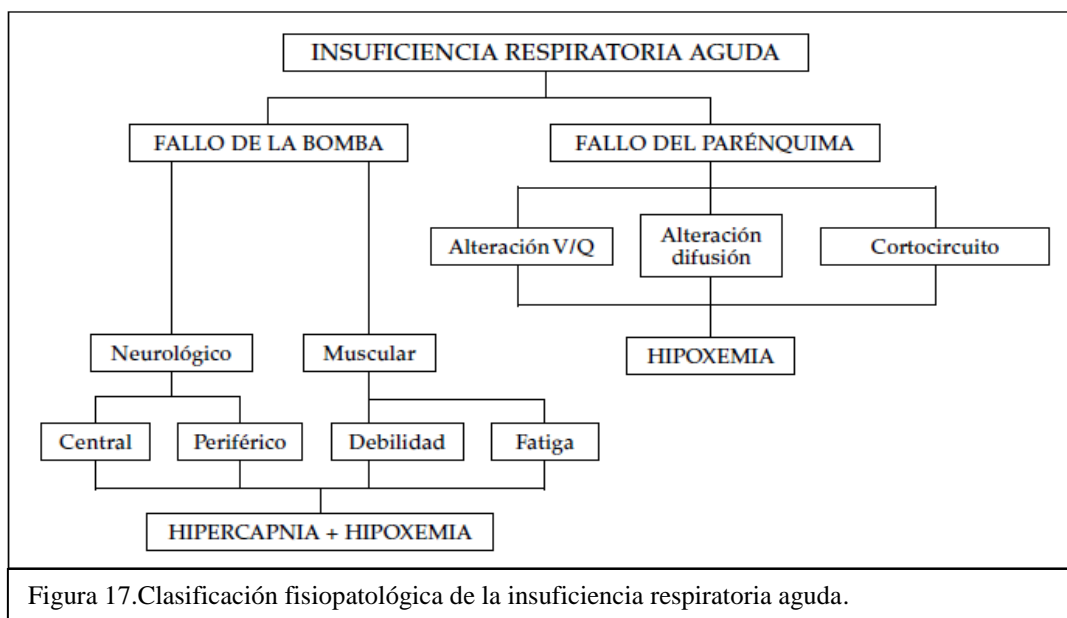 INSUFICIENCIA RESPIRATORIA AGUDA
FALLO DE LA BOMBA
FALLO DEL PARÉNQUIMA
Alteración V/Q
Alteración
difusión
Cortocircuito
HIPOXEMIA
Neurológico
Muscular
Central
Periférico
Debilidad
Fatiga
HIPERCAPNIA + HIPOXEMIA
Figura 17.Clasificación fisiopatológica de la insuficiencia respiratoria aguda.